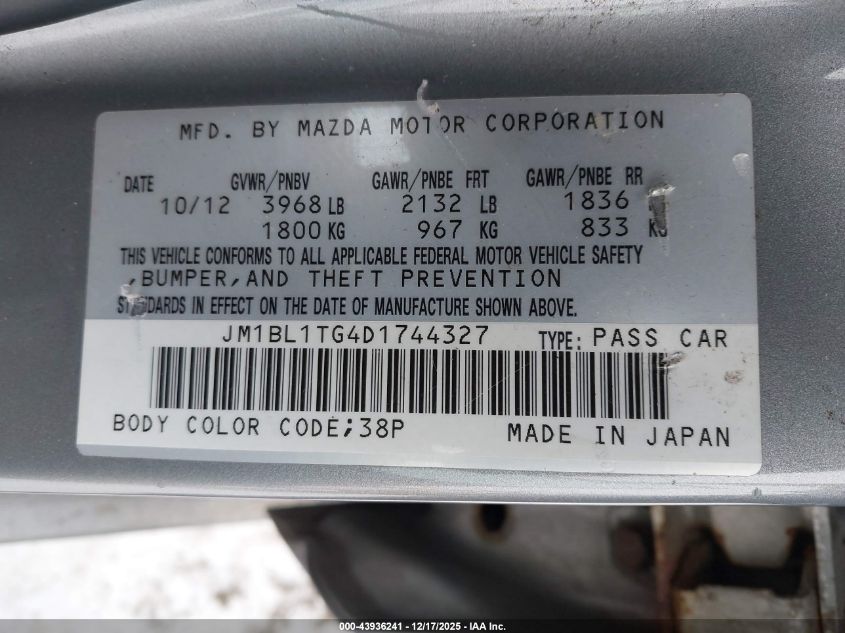 MFD. BY MAZDA MOTOR CORPORATION
DATE GVWR/PNBV GAWR/PNBE FRT GAWR/PNBE RR
10/12 3968 LB 2132 LB 1836
1800 KG 967 KG 833
THIS VEHICLE CONFORMS TO ALL APPLICABLE FEDERAL MOTOR VEHICLE SAFETY
,BUMPER,AND THEFT PREVENTION
STANDARDS IN EFFECT ON THE DATE OF MANUFACTURE SHOWN ABOVE.
JM1BL1TG4D1744327 TYPE: PASS CAR
BODY COLOR CODE;38P MADE IN JAPAN
000-43936241 - 12/17/2025 - IAA Inc.